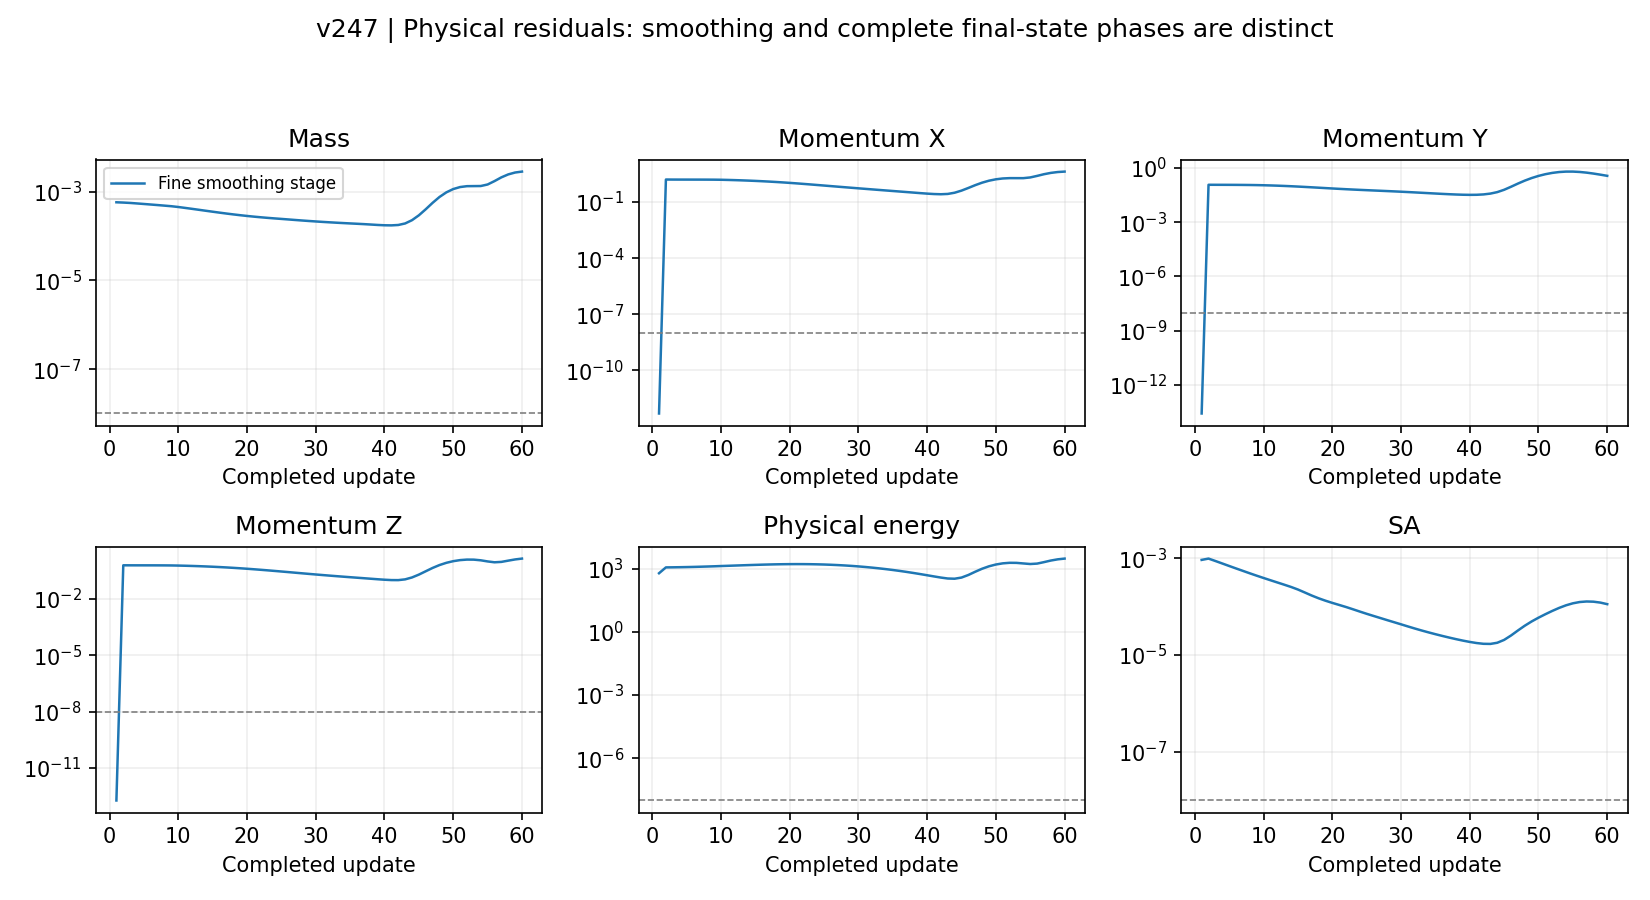 v247 | Physical residuals: smoothing and complete final-state phases are distinct
Mass
Fine smoothing stage
10⁻³
10⁻⁵
10⁻⁷
0 10 20 30 40 50 60
Completed update
Momentum X
10⁻¹
10⁻⁴
10⁻⁷
10⁻¹⁰
0 10 20 30 40 50 60
Completed update
Momentum Y
10⁰
10⁻³
10⁻⁶
10⁻⁹
10⁻¹²
0 10 20 30 40 50 60
Completed update
Momentum Z
10⁻²
10⁻⁵
10⁻⁸
10⁻¹¹
0 10 20 30 40 50 60
Completed update
Physical energy
10³
10⁰
10⁻³
10⁻⁶
0 10 20 30 40 50 60
Completed update
SA
10⁻³
10⁻⁵
10⁻⁷
0 10 20 30 40 50 60
Completed update